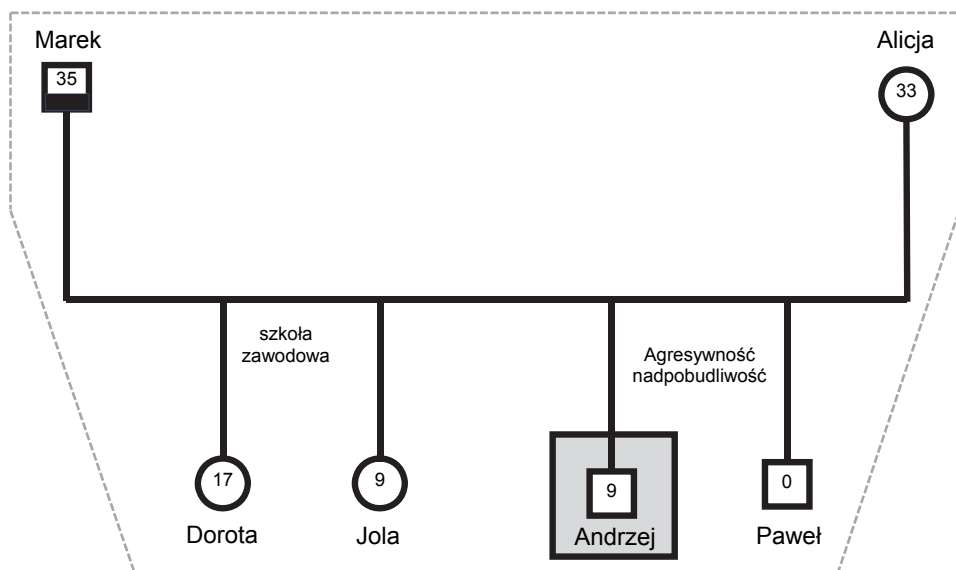 Marek
Alicja
35
33
szkoła
zawodowa
Agresywność
nadpobudliwość
17
9
9
0
Dorota
Jola
Andrzej
Paweł